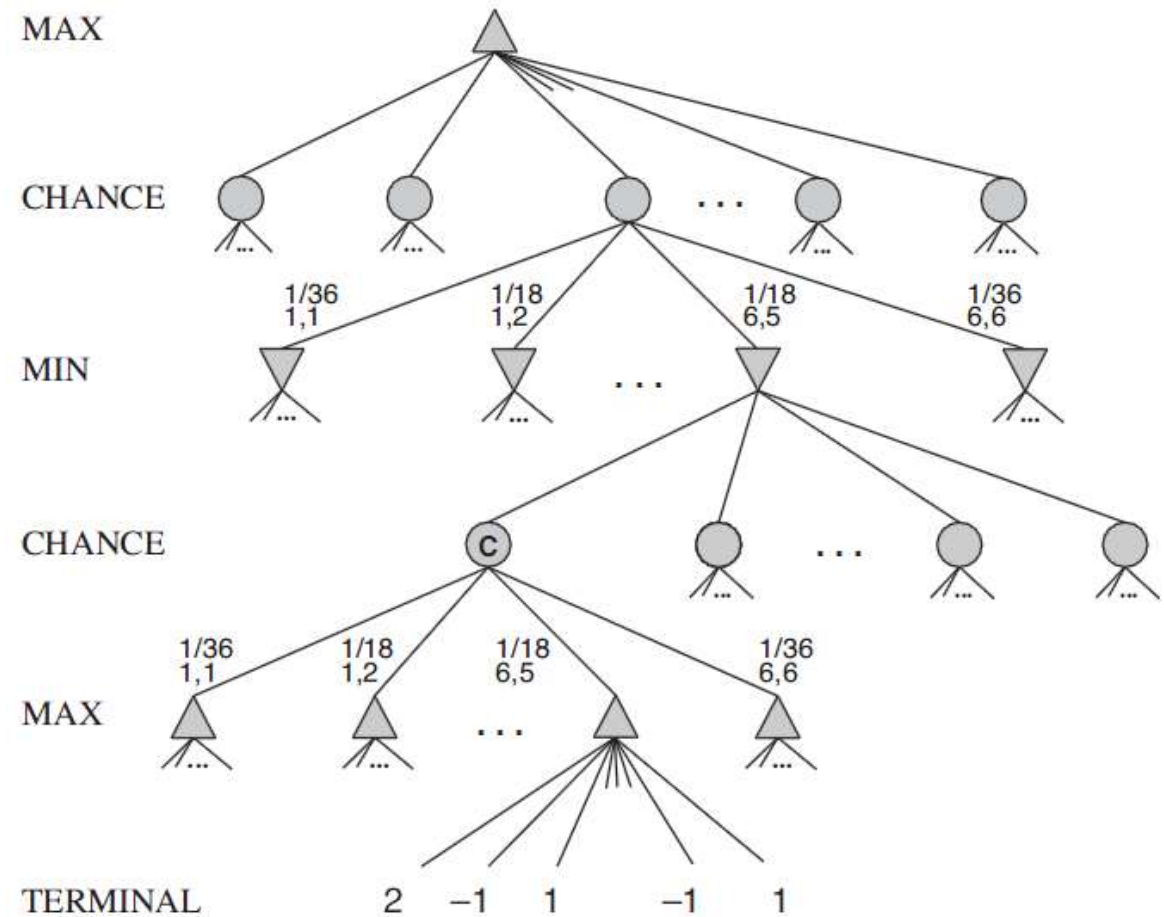 MAX
CHANCE
...
... ... ... ...
1/36 1/18 1/18 1/36
1,1 1,2 6,5 6,6
MIN
...
... ... ...
CHANCE
C
...
... ... ...
1/36 1/18 1/18 1/36
1,1 1,2 6,5 6,6
MAX
...
... ... ...
TERMINAL 2 –1 1 –1 1